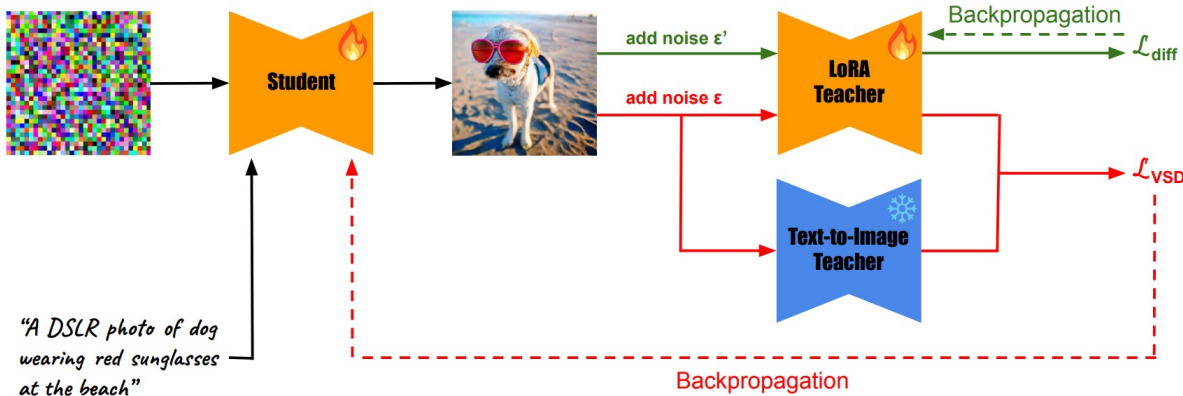 Student
"A DSLR photo of dog
wearing red sunglasses
at the beach"
add noise ε'
add noise ε
LoRA
Teacher
Text-to-Image
Teacher
Backpropagation
ℒdiff
ℒVSD
Backpropagation